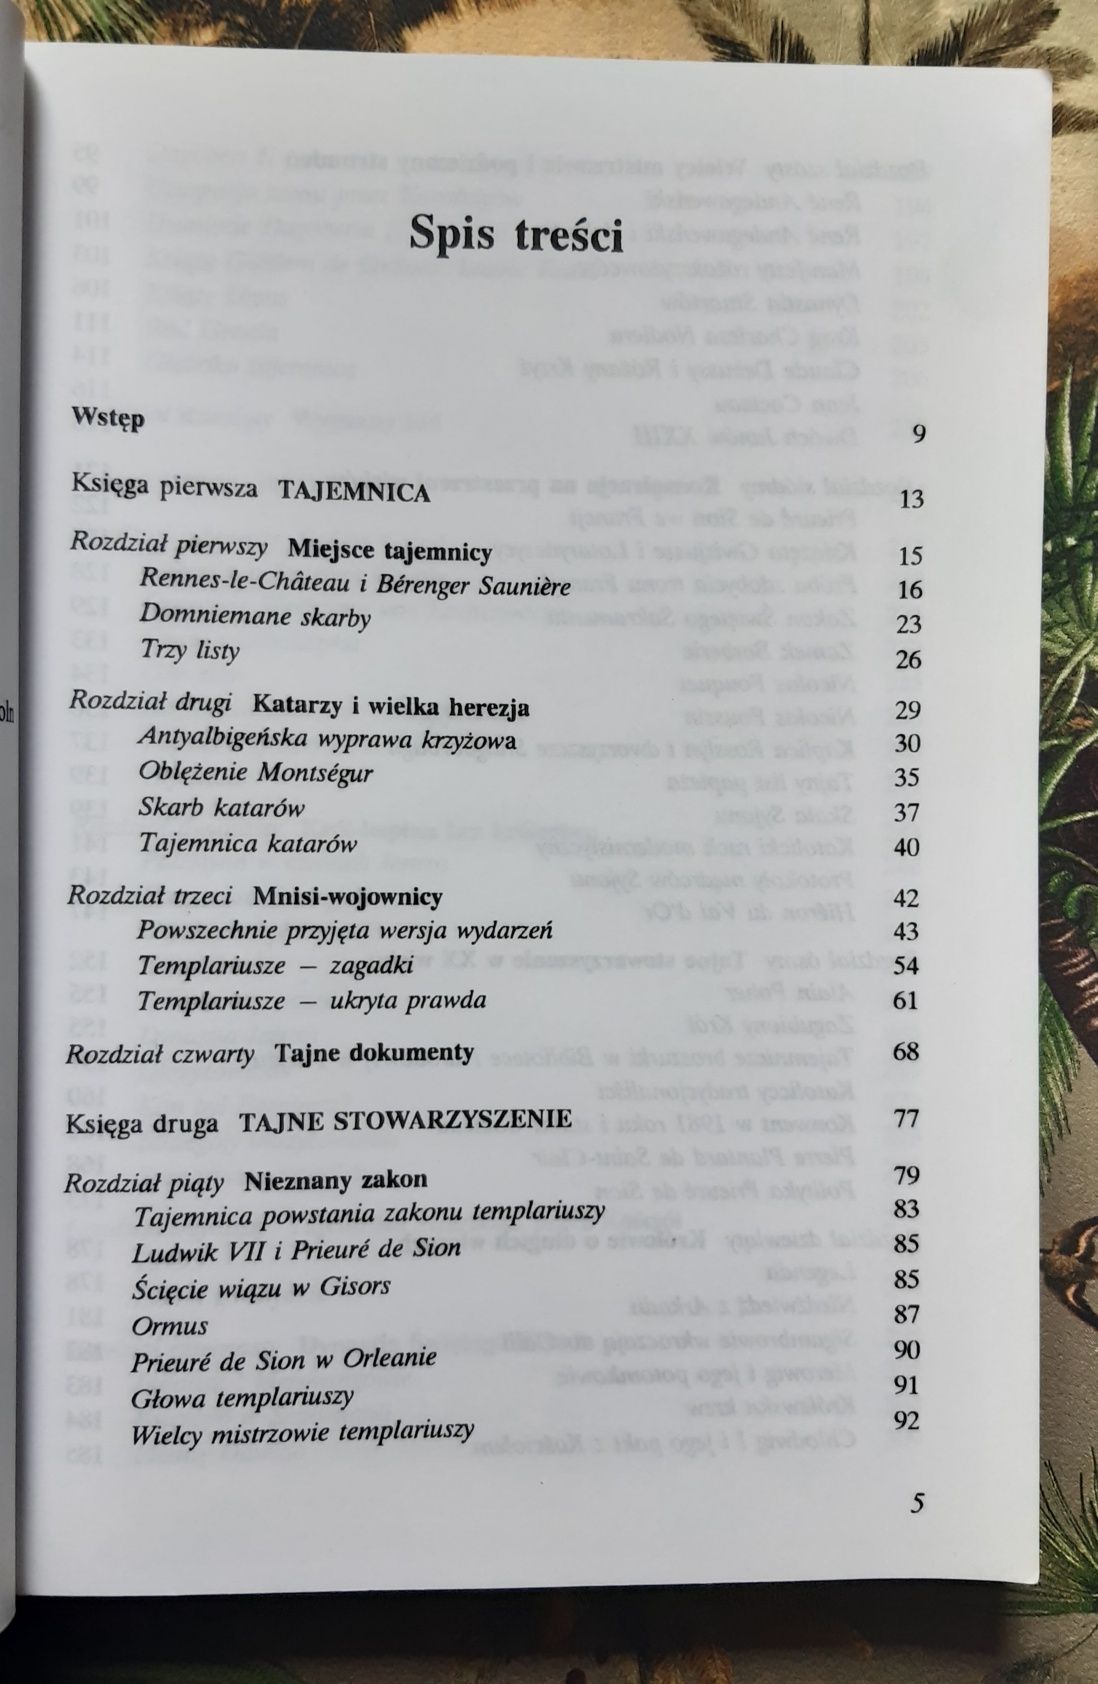 Spis treści
Wstęp 9
Księga pierwsza TAJEMNICA 13
Rozdział pierwszy Miejsce tajemnicy 15
Rennes-le-Château i Bérenger Saunière 16
Domniemane skarby 23
Trzy listy 26
Rozdział drugi Katarzy i wielka herezja 29
Antyalbigeńska wyprawa krzyżowa 30
Oblężenie Montségur 35
Skarb katarów 37
Tajemnica katarów 40
Rozdział trzeci Mnisi-wojownicy 42
Powszechnie przyjęta wersja wydarzeń 43
Templariusze – zagadki 54
Templariusze – ukryta prawda 61
Rozdział czwarty Tajne dokumenty 68
Księga druga TAJNE STOWARZYSZENIE 77
Rozdział piąty Nieznany zakon 79
Tajemnica powstania zakonu templariuszy 83
Ludwik VII i Prieuré de Sion 85
Ścięcie wiązu w Gisors 85
Ormus 87
Prieuré de Sion w Orleanie 90
Głowa templariuszy 91
Wielcy mistrzowie templariuszy 92
5